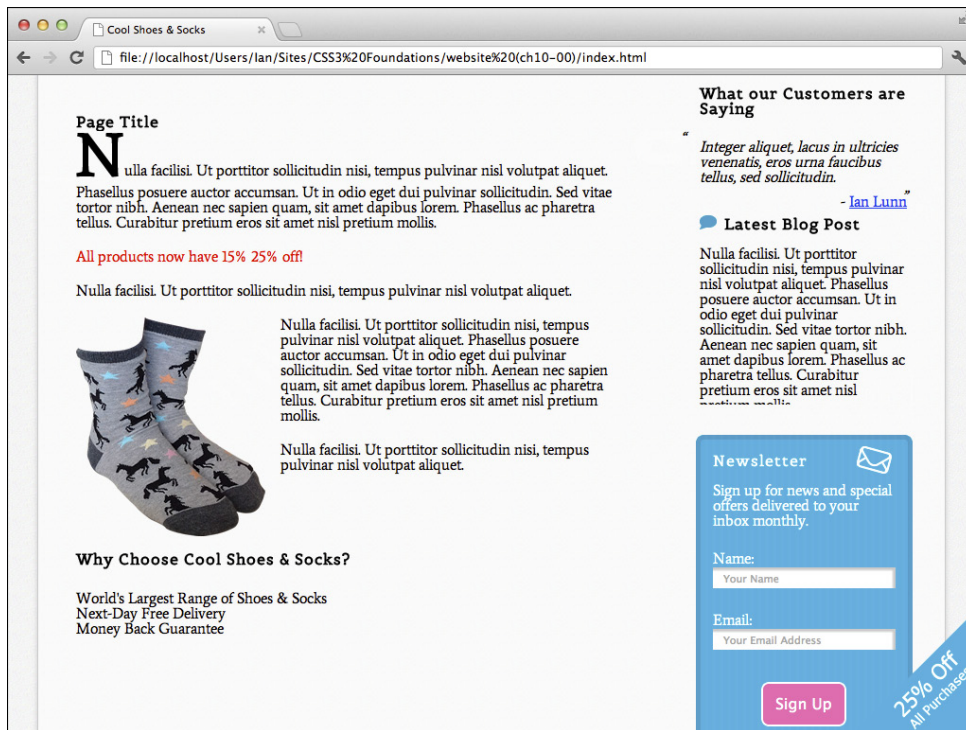 Cool Shoes & Socks
file://localhost/Users/Ian/Sites/CSS3%20Foundations/website%20(ch10-00)/index.html
Page Title
Nulla facilisi. Ut porttitor sollicitudin nisi, tempus pulvinar nisl volutpat aliquet.
Phasellus posuere auctor accumsan. Ut in odio eget dui pulvinar sollicitudin. Sed vitae
tortor nibh. Aenean nec sapien quam, sit amet dapibus lorem. Phasellus ac pharetra
tellus. Curabitur pretium eros sit amet nisl pretium mollis.
All products now have 15% 25% off!
Nulla facilisi. Ut porttitor sollicitudin nisi, tempus pulvinar nisl volutpat aliquet.
Nulla facilisi. Ut porttitor sollicitudin nisi, tempus
pulvinar nisl volutpat aliquet. Phasellus posuere
auctor accumsan. Ut in odio eget dui pulvinar
sollicitudin. Sed vitae tortor nibh. Aenean nec sapien
quam, sit amet dapibus lorem. Phasellus ac pharetra
tellus. Curabitur pretium eros sit amet nisl pretium
mollis.
Nulla facilisi. Ut porttitor sollicitudin nisi, tempus
pulvinar nisl volutpat aliquet.
Why Choose Cool Shoes & Socks?
World's Largest Range of Shoes & Socks
Next-Day Free Delivery
Money Back Guarantee
What our Customers are
Saying
“ Integer aliquet, lacus in ultricies
venenatis, eros urna faucibus
tellus, sed sollicitudin. ”
- Ian Lunn
Latest Blog Post
Nulla facilisi. Ut porttitor
sollicitudin nisi, tempus pulvinar
nisl volutpat aliquet. Phasellus
posuere auctor accumsan. Ut in
odio eget dui pulvinar
sollicitudin. Sed vitae tortor nibh.
Aenean nec sapien quam, sit
amet dapibus lorem. Phasellus ac
pharetra tellus. Curabitur
pretium eros sit amet nisl
pretium mollis.
Newsletter
Sign up for news and special
offers delivered to your
inbox monthly.
Name:
Your Name
Email:
Your Email Address
Sign Up
25% Off
All Purchases